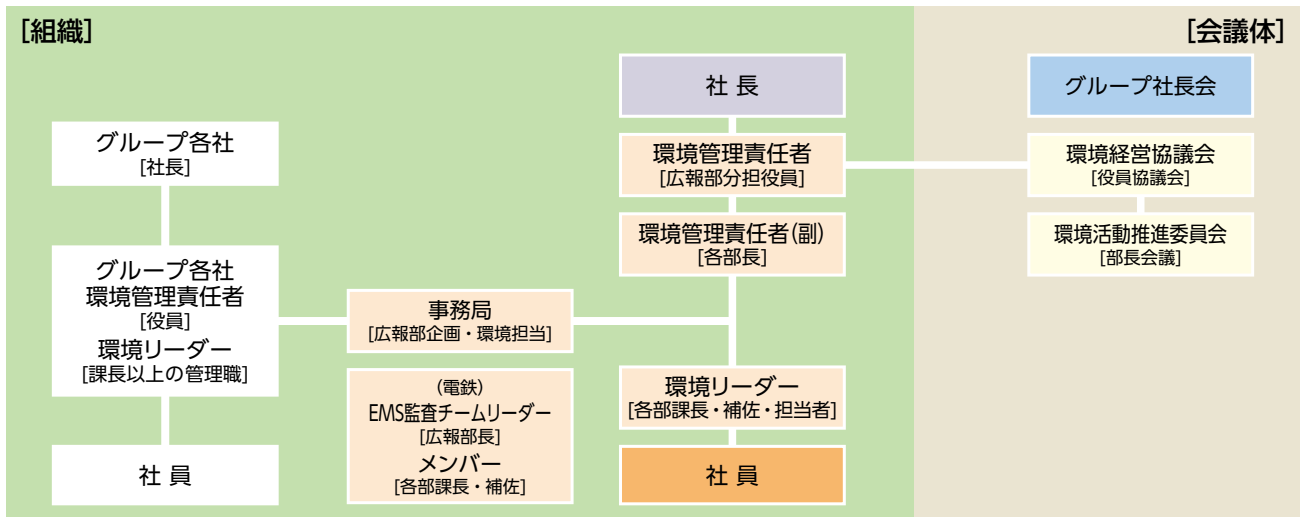 [組織]
[会議体]
社 長
グループ社長会
グループ各社
[社長]
環境管理責任者
[広報部分担役員]
環境経営協議会
[役員協議会]
環境管理責任者(副)
[各部長]
環境活動推進委員会
[部長会議]
グループ各社
環境管理責任者
[役員]
環境リーダー
[課長以上の管理職]
事務局
[広報部企画・環境担当]
(電鉄)
EMS監査チームリーダー
[広報部長]
メンバー
[各部課長・補佐]
環境リーダー
[各部課長・補佐・担当者]
社 員
社 員